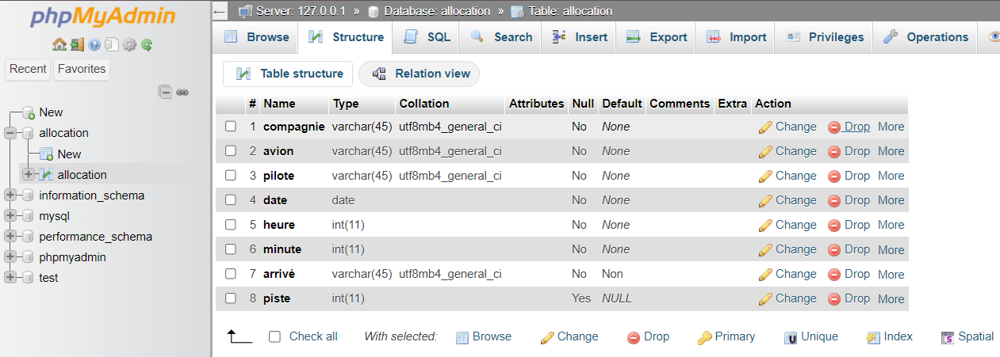 phpMyAdmin
Recent Favorites
New
allocation
New
allocation
information_schema
mysql
performance_schema
phpmyadmin
test
← Server: 127.0.0.1 » Database: allocation » Table: allocation
Browse Structure SQL Search Insert Export Import Privileges Operations
Table structure Relation view
# Name Type Collation Attributes Null Default Comments Extra Action
1 compagnie varchar(45) utf8mb4_general_ci No None Change Drop More
2 avion varchar(45) utf8mb4_general_ci No None Change Drop More
3 pilote varchar(45) utf8mb4_general_ci No None Change Drop More
4 date date No None Change Drop More
5 heure int(11) No None Change Drop More
6 minute int(11) No None Change Drop More
7 arrivé varchar(45) utf8mb4_general_ci No Non Change Drop More
8 piste int(11) Yes NULL Change Drop More
Check all With selected: Browse Change Drop Primary Unique Index Spatial